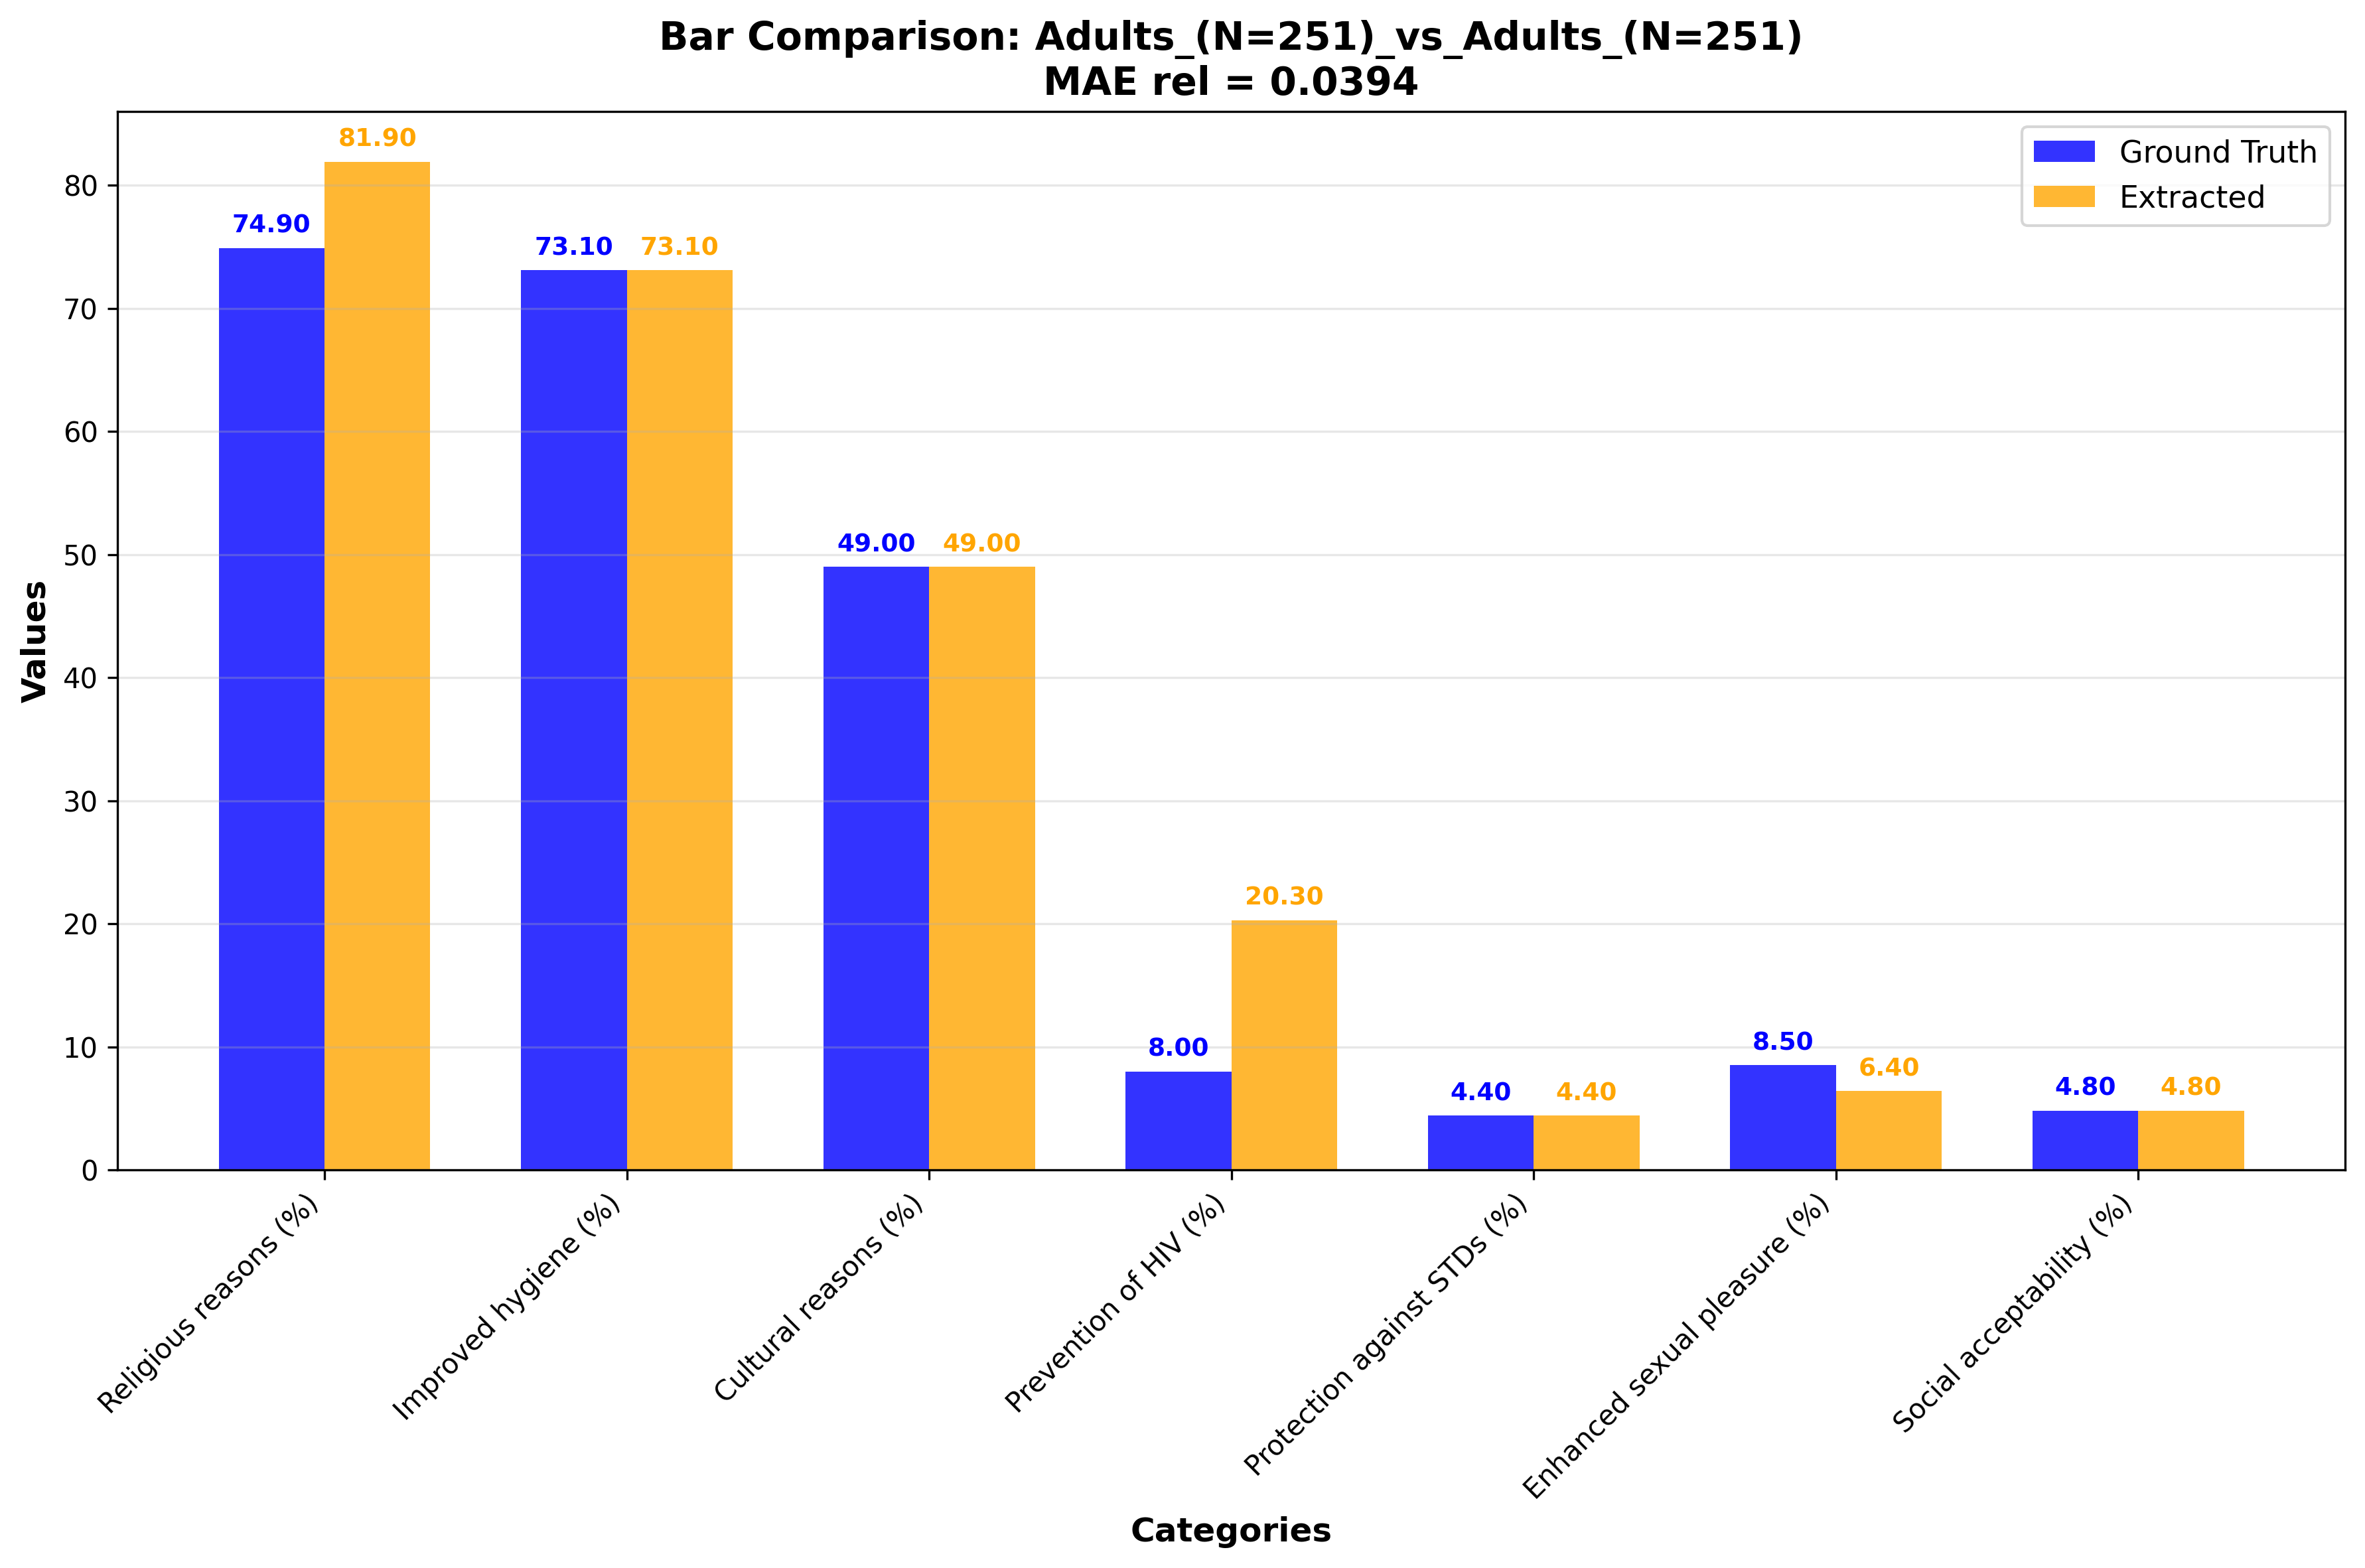 Bar Comparison: Adults_(N=251)_vs_Adults_(N=251)
MAE rel = 0.0394
Ground Truth
Extracted
Values
80
70
60
50
40
30
20
10
0
74.90
81.90
73.10
73.10
49.00
49.00
8.00
20.30
4.40
4.40
8.50
6.40
4.80
4.80
Religious reasons (%)
Improved hygiene (%)
Cultural reasons (%)
Prevention of HIV (%)
Protection against STDs (%)
Enhanced sexual pleasure (%)
Social acceptability (%)
Categories